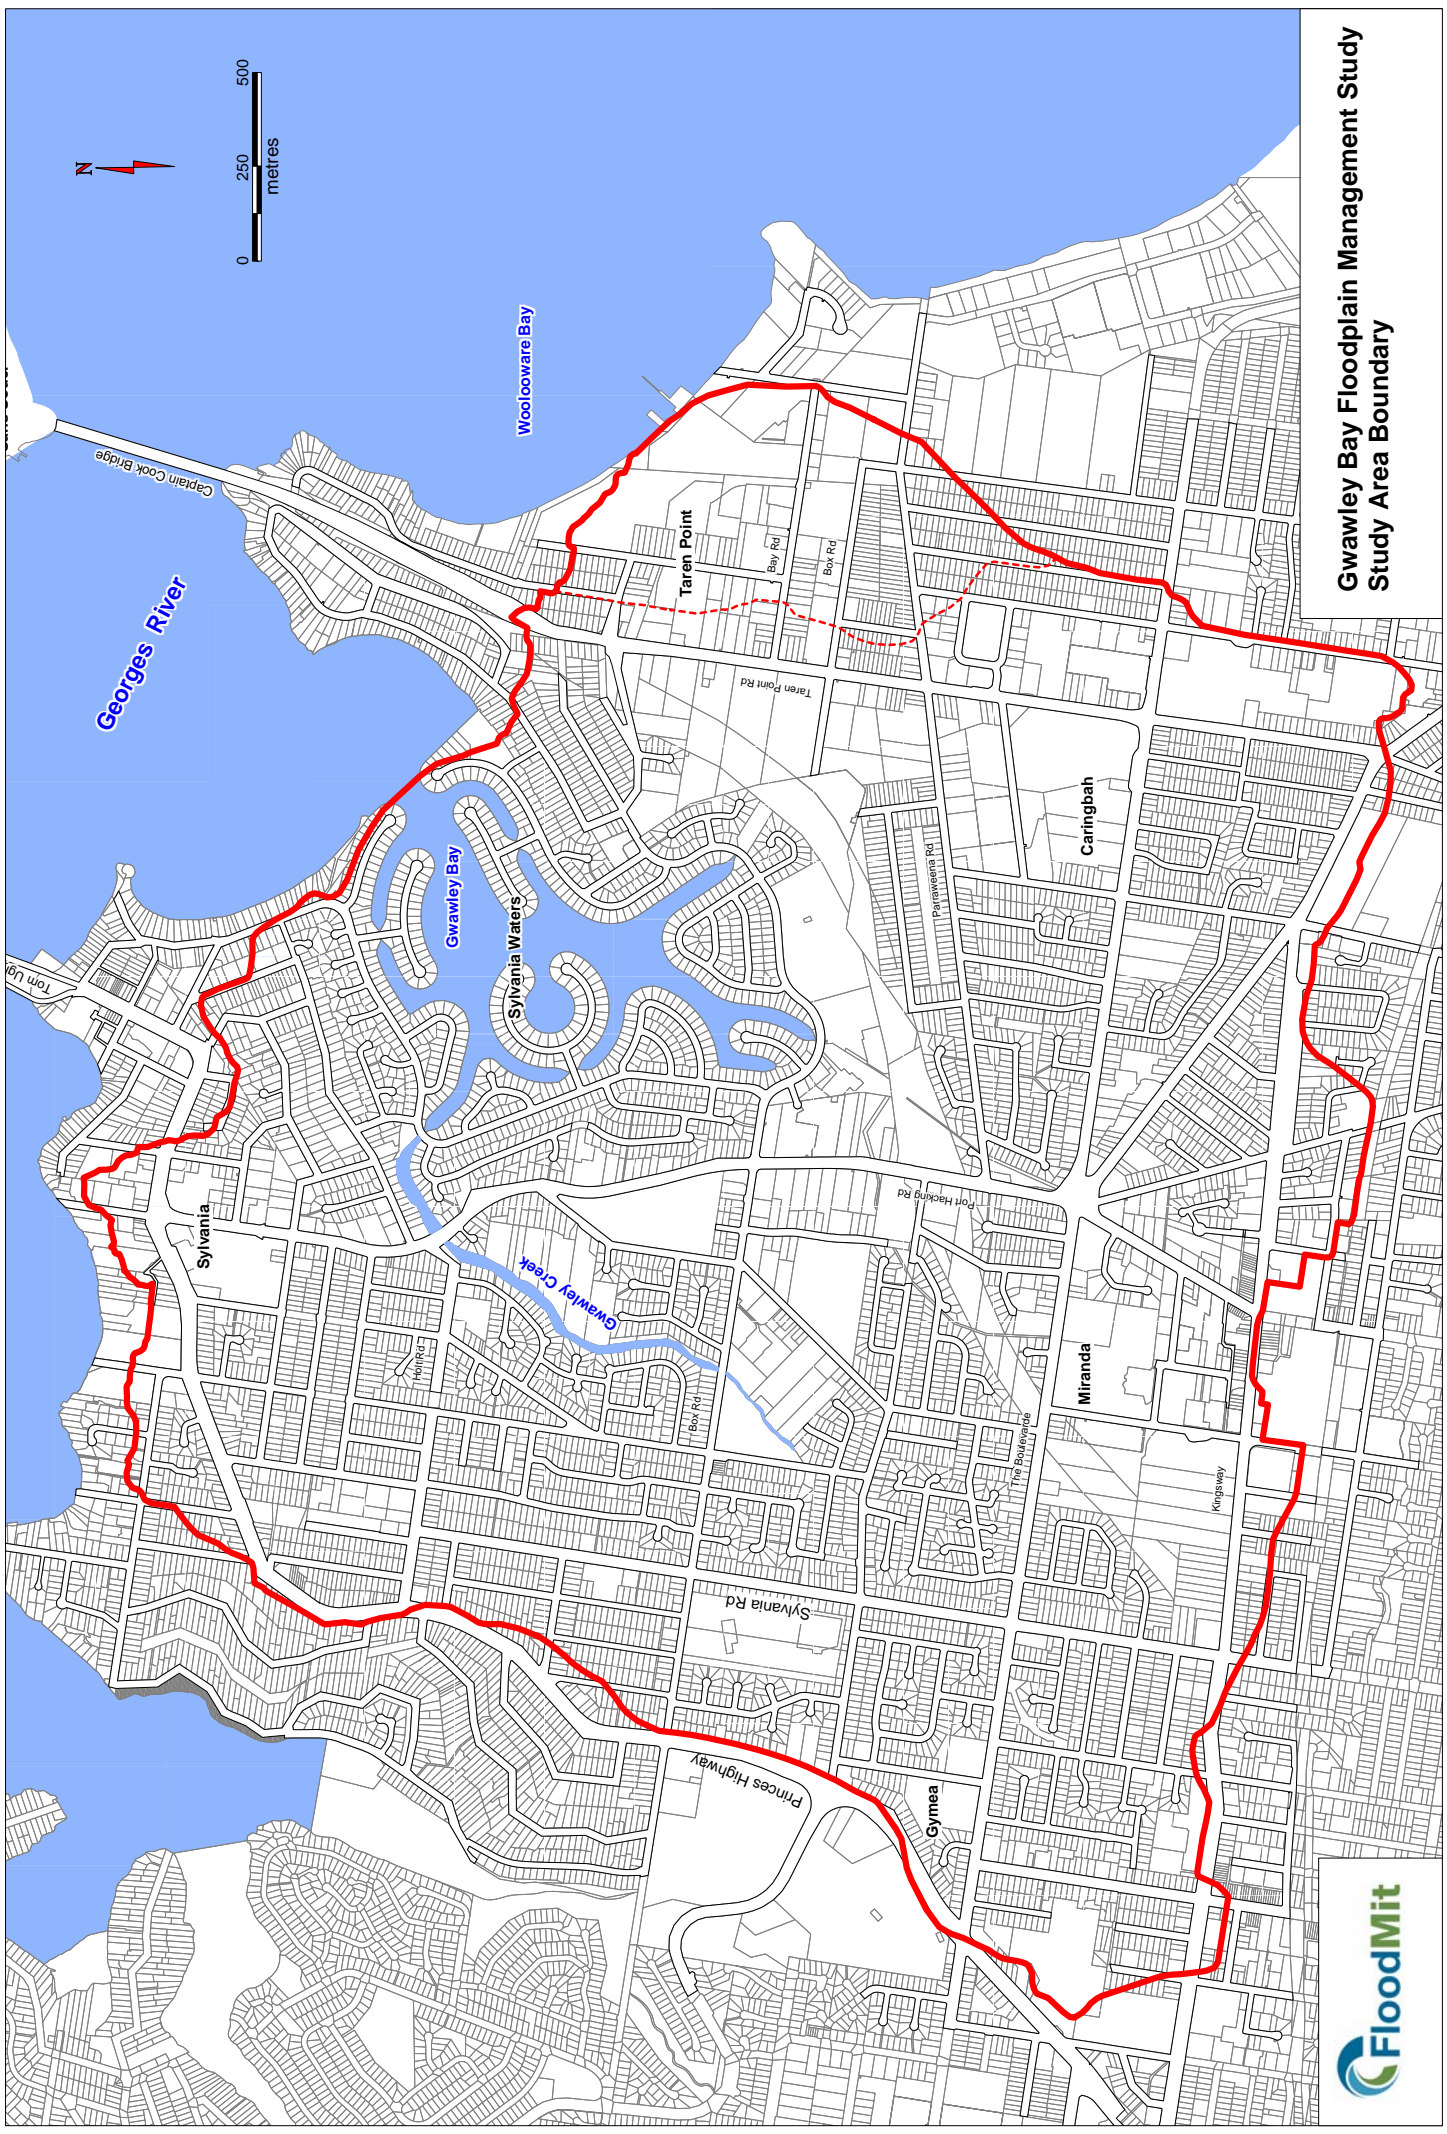 Gwawley Bay Floodplain Management Study
Study Area Boundary
FloodMit
N
0 250 500
metres
Georges River
Woolooware Bay
Captain Cook Bridge
Tom Ugl
Gwawley Bay
Sylvania Waters
Sylvania
Gwawley Creek
Taren Point
Bay Rd
Box Rd
Taren Point Rd
Caringbah
Parraweena Rd
Port Hacking Rd
Holt Rd
Box Rd
Miranda
The Boulevarde
Kingsway
Sylvania Rd
Princes Highway
Gymea